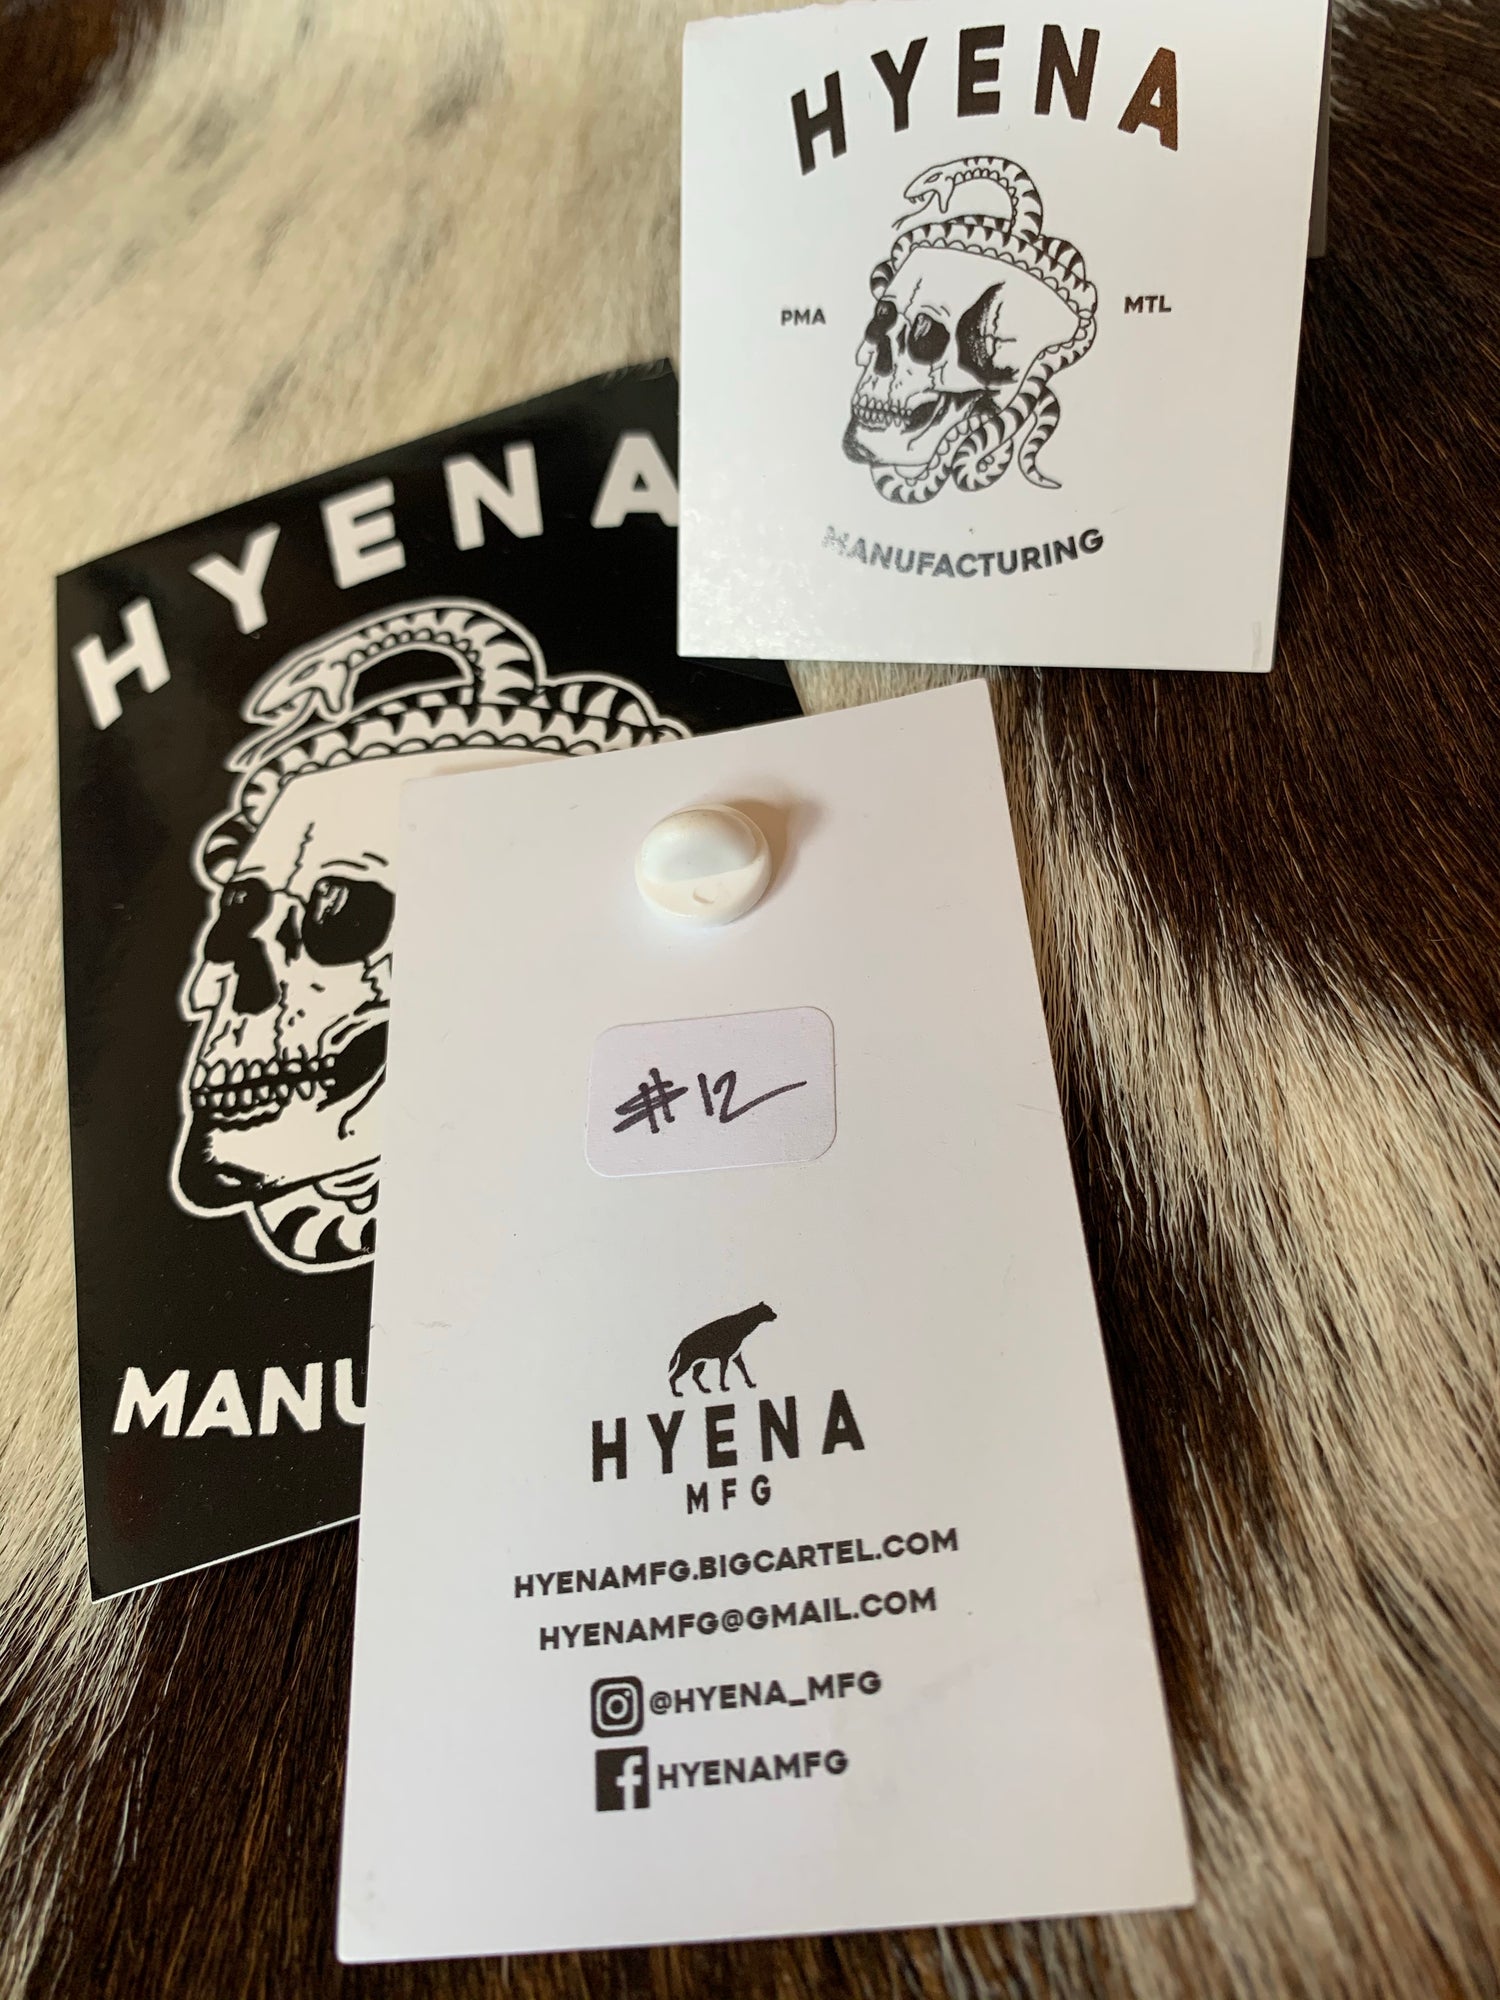 HYENA
PMA
MTL
MANUFACTURING
HYENA
MANU
#12
HYENA
MFG
HYENAMFG.BIGCARTEL.COM
HYENAMFG@GMAIL.COM
@HYENA_MFG
HYENAMFG